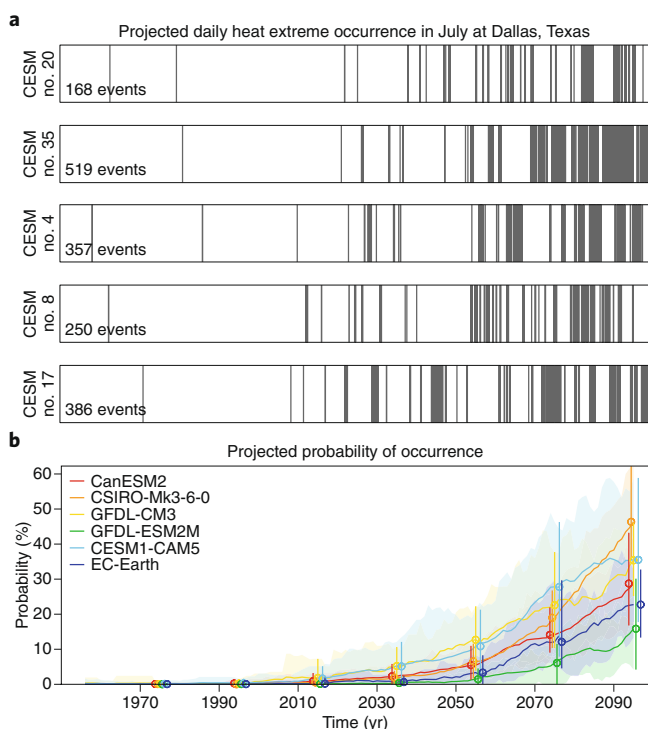 a
Projected daily heat extreme occurrence in July at Dallas, Texas
CESM
no. 20
168 events
CESM
no. 35
519 events
CESM
no. 4
357 events
CESM
no. 8
250 events
CESM
no. 17
386 events
b
Projected probability of occurrence
60
50
40
30
20
10
0
Probability (%)
CanESM2
CSIRO-Mk3-6-0
GFDL-CM3
GFDL-ESM2M
CESM1-CAM5
EC-Earth
1970 1990 2010 2030 2050 2070 2090
Time (yr)